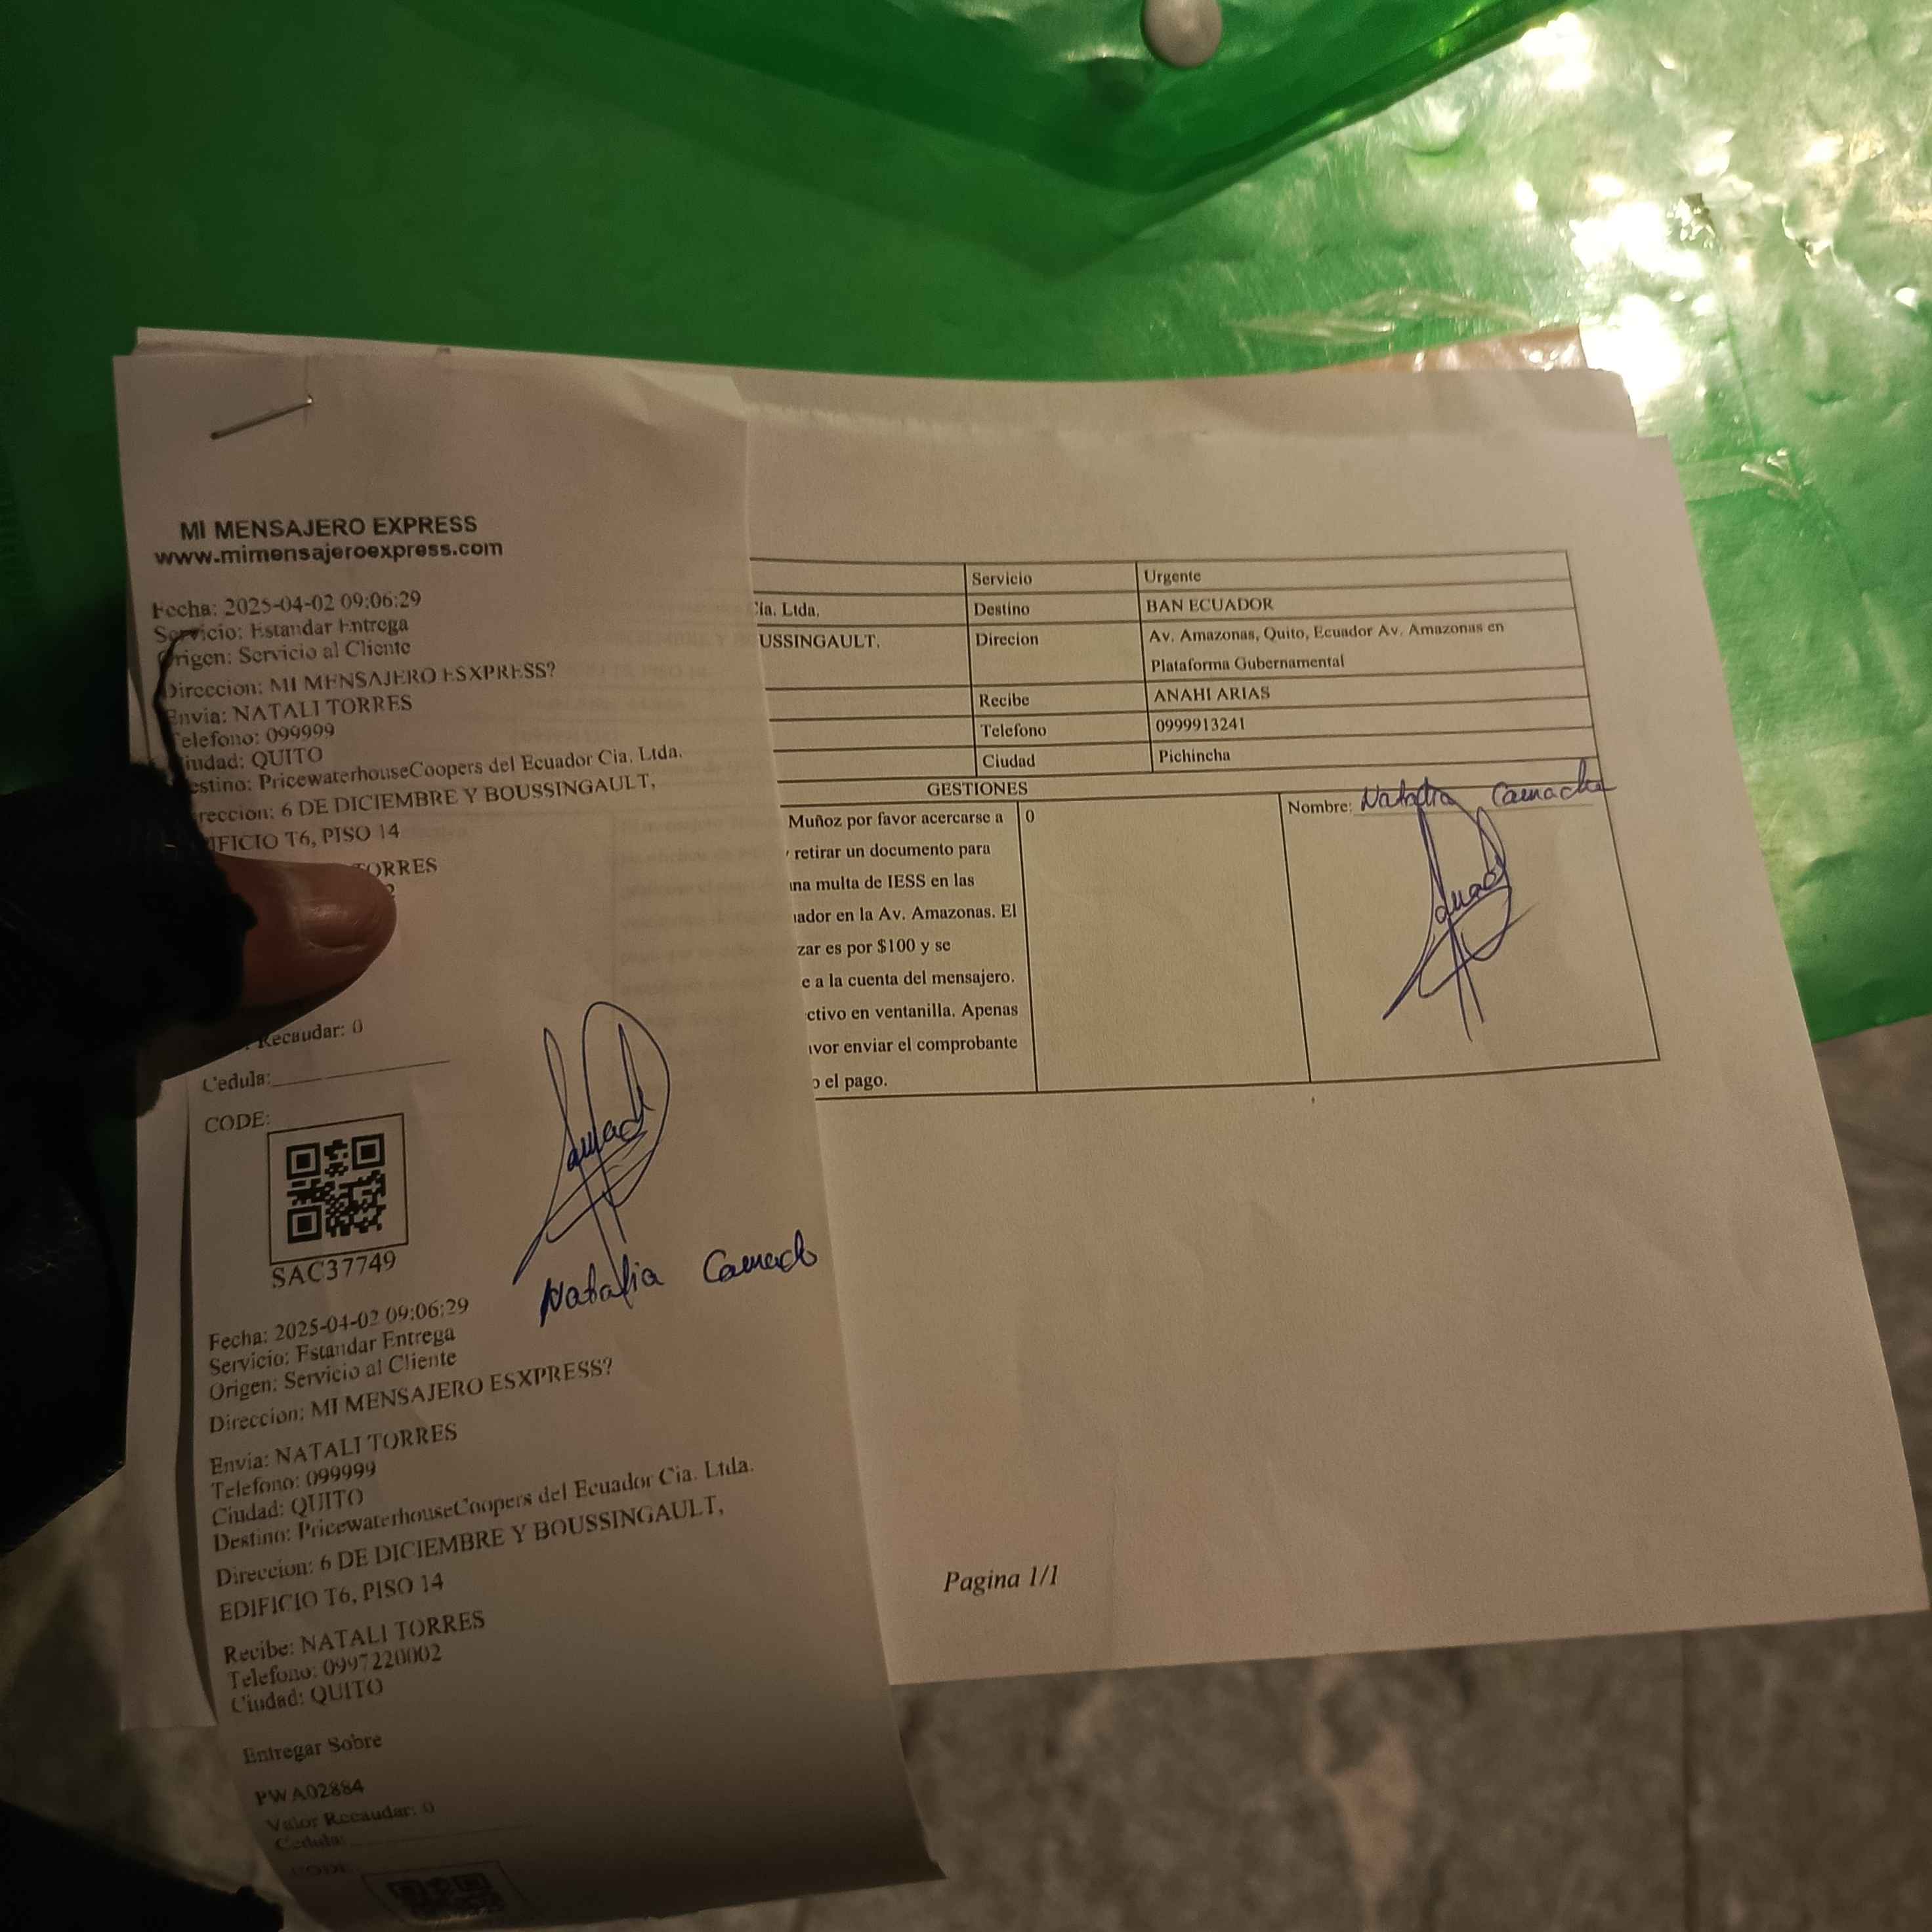 MI MENSAJERO EXPRESS
www.mimensajeroexpress.com
Fecha: 2025-04-02 09:06:29
Servicio: Estandar Entrega
Origen: Servicio al Cliente
Direccion: MI MENSAJERO ESXPRESS?
Envia: NATALI TORRES
Telefono: 099999
iudad: QUITO
estino: PricewaterhouseCoopers del Ecuador Cia. Ltda.
reccion: 6 DE DICIEMBRE Y BOUSSINGAULT,
IFICIO T6, PISO 14
TORRES
Recaudar: 0
Cedula:
CODE:
SAC37749
Natalia Camacho
Fecha: 2025-04-02 09:06:29
Servicio: Estandar Entrega
Origen: Servicio al Cliente
Direccion: MI MENSAJERO ESXPRESS?
Envia: NATALI TORRES
Telefono: 099999
Ciudad: QUITO
Destino: PricewaterhouseCoopers del Ecuador Cia. Ltda.
Direccion: 6 DE DICIEMBRE Y BOUSSINGAULT,
EDIFICIO T6, PISO 14
Recibe: NATALI TORRES
Telefono: 0997220002
Ciudad: QUITO
Entregar Sobre
PWA02884
Valor Recaudar: 0
Cedula:
CODE:
Servicio Urgente
Cia. Ltda. Destino BAN ECUADOR
USSINGAULT, Direcion Av. Amazonas, Quito, Ecuador Av. Amazonas en
Plataforma Gubernamental
Recibe ANAHI ARIAS
Telefono 0999913241
Ciudad Pichincha
GESTIONES
Muñoz por favor acercarse a 0 Nombre: Natalia Camacho
retirar un documento para
na multa de IESS en las
ador en la Av. Amazonas. El
zar es por $100 y se
e a la cuenta del mensajero.
ctivo en ventanilla. Apenas
vor enviar el comprobante
o el pago.
Pagina 1/1